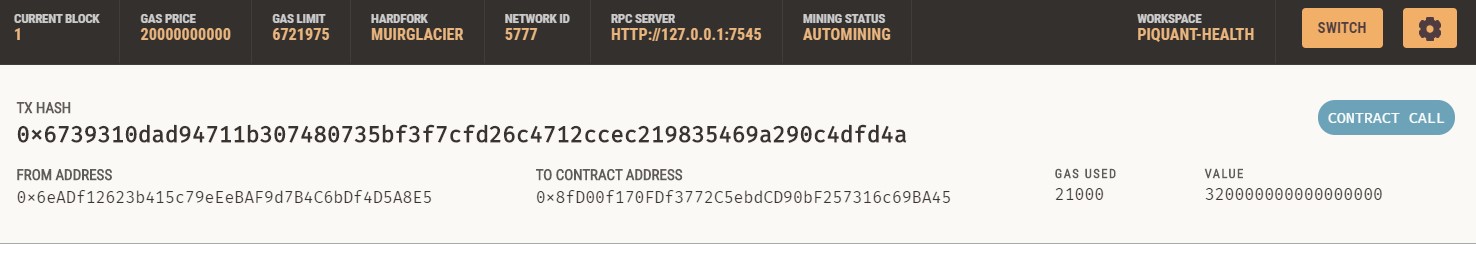 CURRENT BLOCK GAS PRICE GAS LIMIT HARDFORK NETWORK ID RPC SERVER MINING STATUS WORKSPACE
1 20000000000 6721975 MUIRGLACIER 5777 HTTP://127.0.0.1:7545 AUTOMINING PIQUANT-HEALTH SWITCH
TX HASH
0×6739310dad94711b307480735bf3f7cfd26c4712ccec219835469a290c4dfd4a
CONTRACT CALL
FROM ADDRESS TO CONTRACT ADDRESS GAS USED VALUE
0×6eADf12623b415c79eEeBAF9d7B4C6bDf4D5A8E5 0×8fD00f170FDf3772C5ebdCD90bF257316c69BA45 21000 320000000000000000